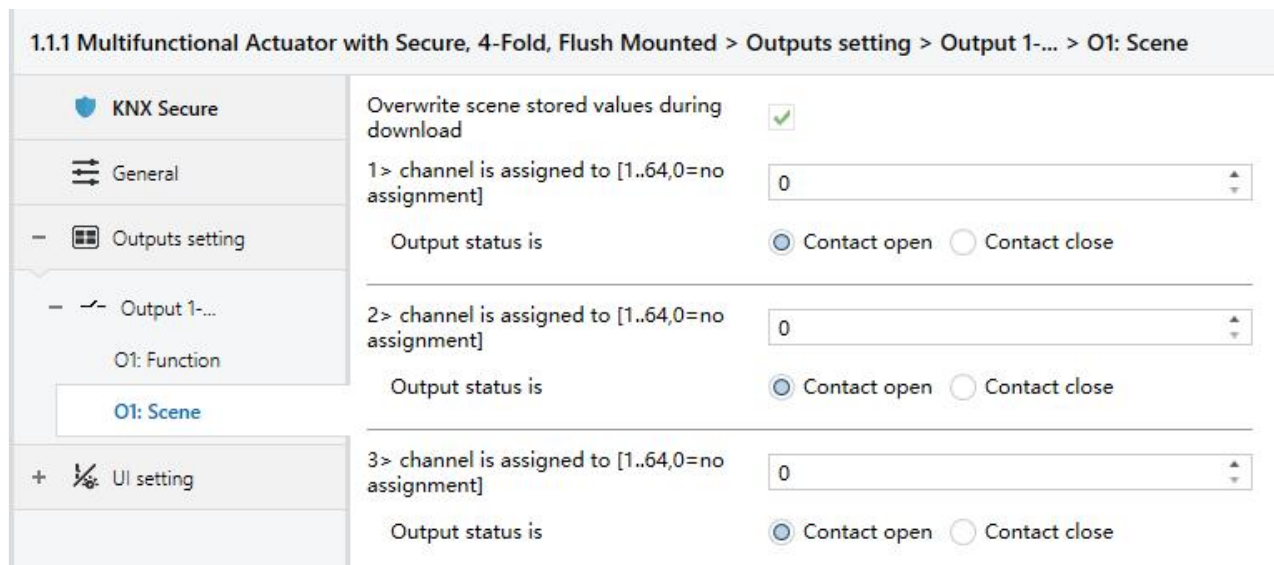 1.1.1 Multifunctional Actuator with Secure, 4-Fold, Flush Mounted > Outputs setting > Output 1-... > O1: Scene
KNX Secure
General
Outputs setting
Output 1-...
O1: Function
O1: Scene
UI setting
Overwrite scene stored values during
download
1> channel is assigned to [1..64,0=no
assignment]
0
Output status is
Contact open
Contact close
2> channel is assigned to [1..64,0=no
assignment]
0
Output status is
Contact open
Contact close
3> channel is assigned to [1..64,0=no
assignment]
0
Output status is
Contact open
Contact close